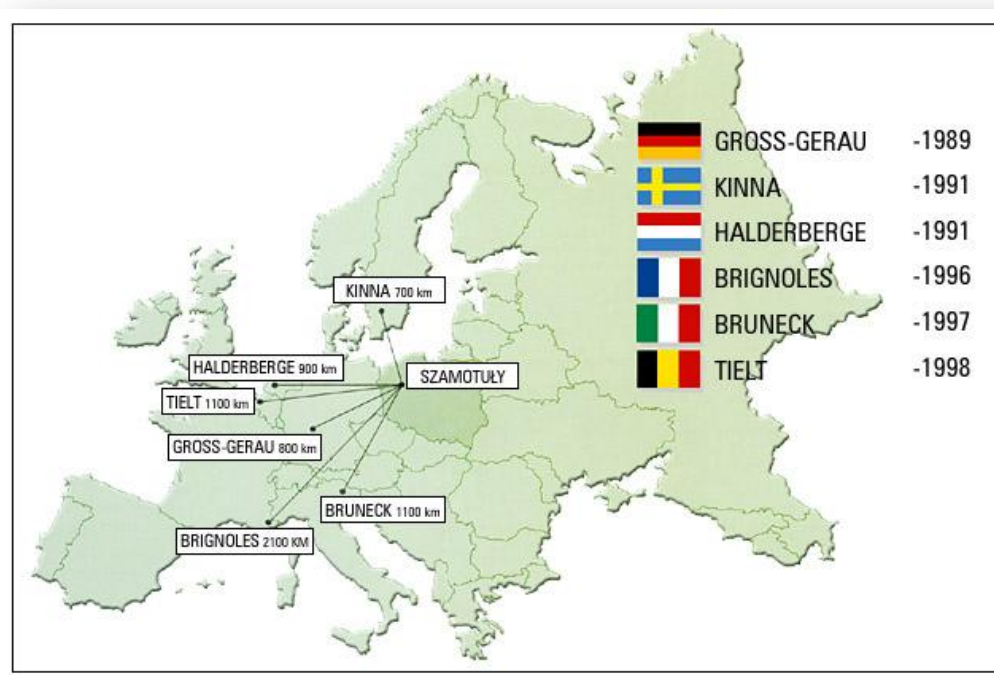 GROSS-GERAU -1989
KINNA -1991
HALDERBERGE -1991
BRIGNOLES -1996
BRUNECK -1997
TIELT -1998
KINNA 700 km
HALDERBERGE 900 km
SZAMOTUŁY
TIELT 1100 km
GROSS-GERAU 800 km
BRUNECK 1100 km
BRIGNOLES 2100 KM